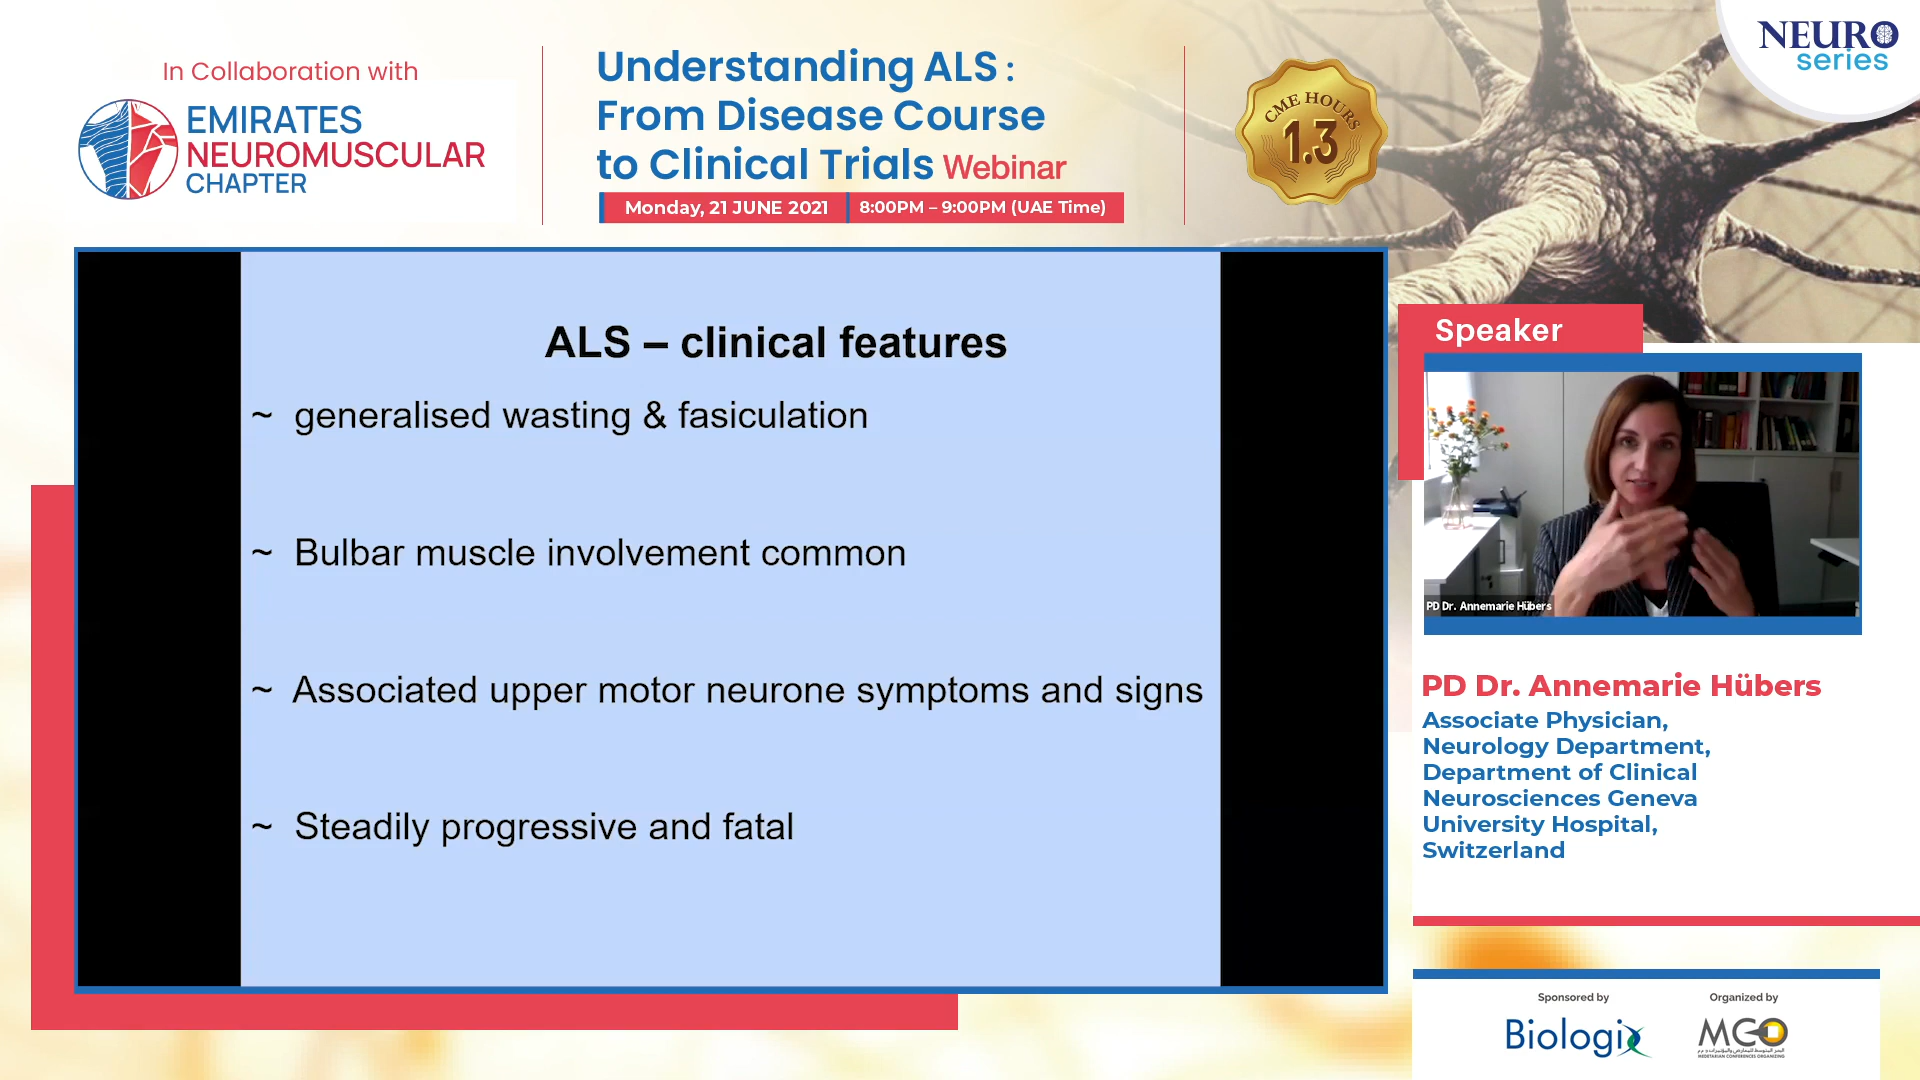 In Collaboration with
EMIRATES
NEUROMUSCULAR
CHAPTER
Understanding ALS :
From Disease Course
to Clinical Trials Webinar
Monday, 21 JUNE 2021
8:00PM – 9:00PM (UAE Time)
CME HOURS
1.3
NEURO
series
ALS – clinical features
~ generalised wasting & fasiculation
~ Bulbar muscle involvement common
~ Associated upper motor neurone symptoms and signs
~ Steadily progressive and fatal
Speaker
PD Dr. Annemarie Hübers
PD Dr. Annemarie Hübers
Associate Physician,
Neurology Department,
Department of Clinical
Neurosciences Geneva
University Hospital,
Switzerland
Sponsored by
Biologix
Organized by
MCO